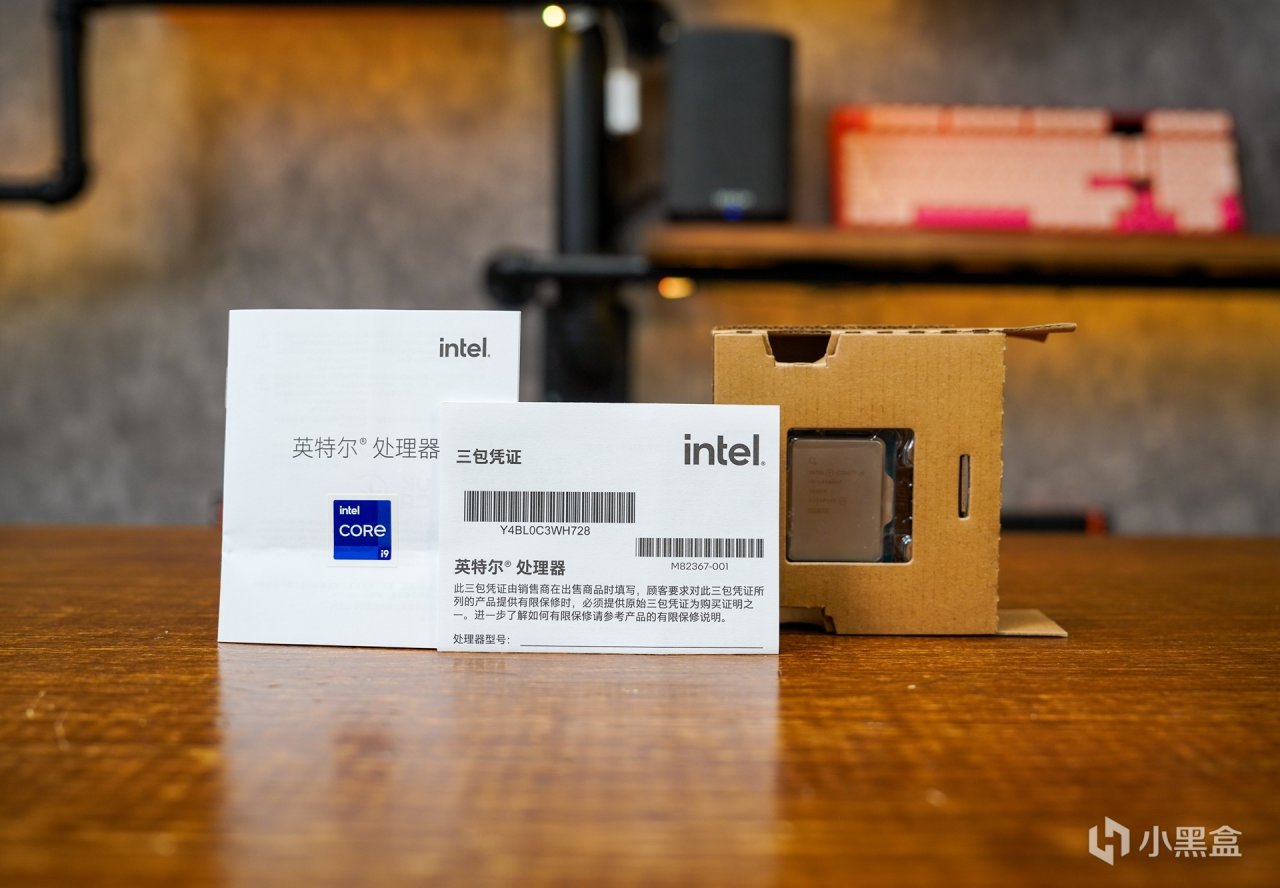 intel.
英特尔® 处理器
intel
CORE
i9
三包凭证
intel.
Y4BL0C3WH728
M82367-001
英特尔® 处理器
此三包凭证由销售商在出售商品时填写，顾客要求对此三包凭证所
列的产品提供有限保修时，必须提供原始三包凭证为购买证明之
一。进一步了解如何有限保修请参考产品的有限保修说明。
处理器型号：
小黑盒